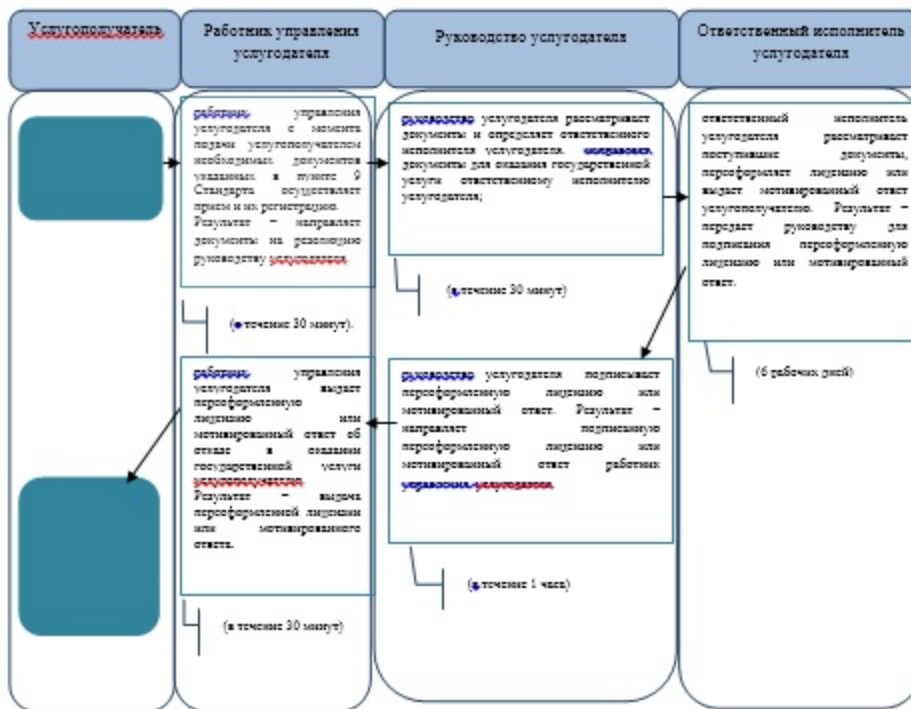 Услугополучатель
Работник управления
услугодателя
Руководство услугодателя
Ответственный исполнитель
услугодателя
работник управления
услугодателя с момента
подачи услугополучателем
необходимых документов
указанных в пункте 9
Стандарта осуществляет
прием и их регистрацию.
Результат – направляет
документы на резолюцию
руководству услугодателя.
(в течение 30 минут).
руководство услугодателя рассматривает
документы и определяет ответственного
исполнителя услугодателя.
документы для оказания государственной
услуги ответственному исполнителю
услугодателя;
(в течение 30 минут)
ответственный исполнитель
услугодателя рассматривает
поступившие документы,
переоформляет лицензию или
выдает мотивированный ответ
услугополучателю. Результат –
передает руководству для
подписания переоформленную
лицензию или мотивированный
ответ.
(6 рабочих дней)
руководство услугодателя подписывает
переоформленную лицензию или
мотивированный ответ. Результат –
направляет подписанную
переоформленную лицензию или
мотивированный ответ работник
управления услугодателя.
(в течение 1 часа)
работник управления
услугодателя выдает
переоформленную
лицензию или
мотивированный ответ об
отказе в оказании
государственной услуги
услугополучателю.
Результат – выдача
переоформленной лицензии
или мотивированного
ответа.
(в течение 30 минут)